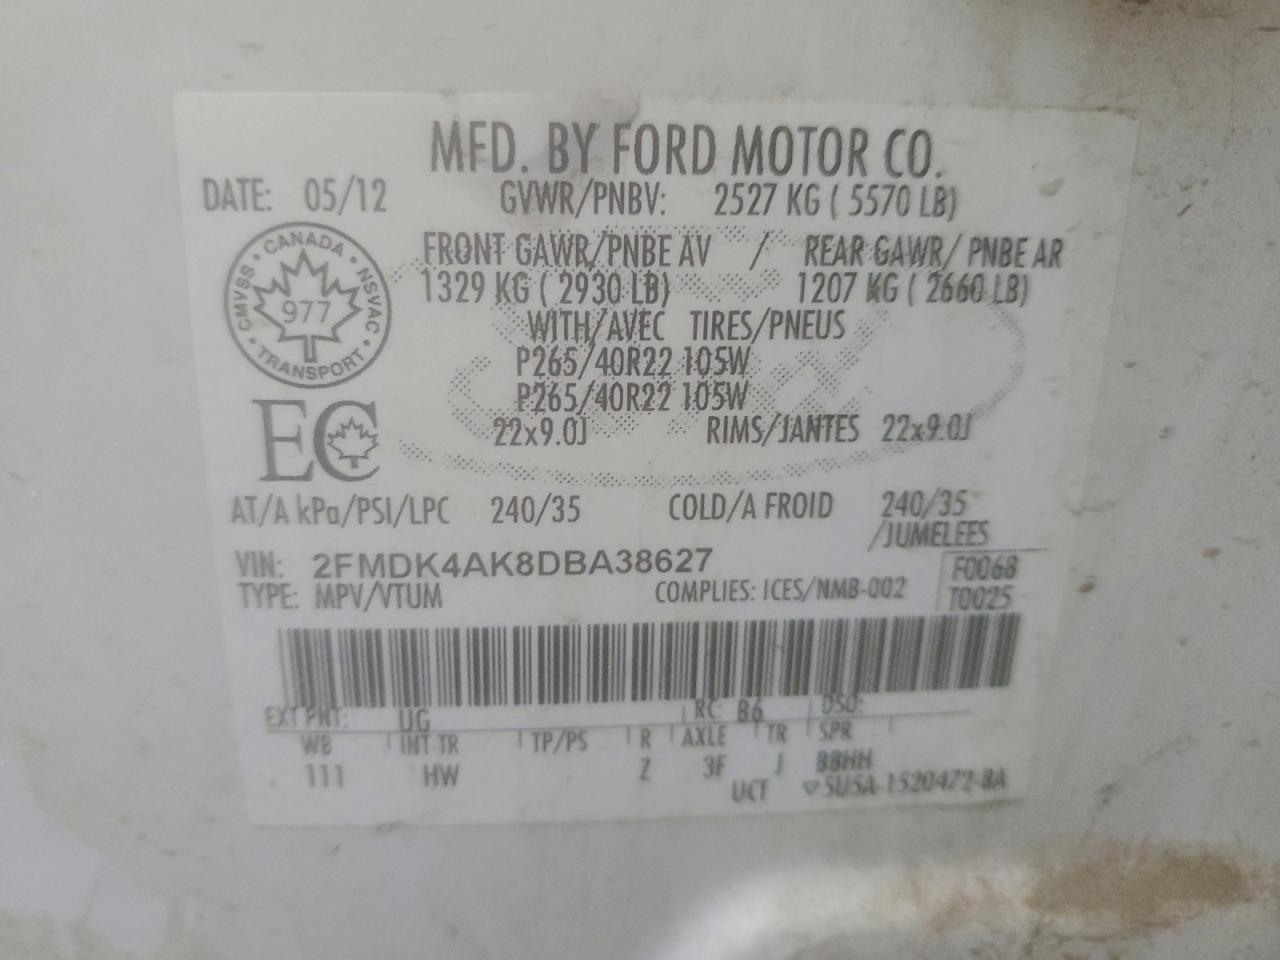 MFD. BY FORD MOTOR CO.
DATE: 05/12 GVWR/PNBV: 2527 KG ( 5570 LB)
FRONT GAWR/PNBE AV / REAR GAWR/ PNBE AR
1329 KG ( 2930 LB) 1207 KG ( 2660 LB)
WITH/AVEC TIRES/PNEUS
P265/40R22 105W
P265/40R22 105W
22x9.0J RIMS/JANTES 22x9.0J
CANADA
CMVSS • NSVAC
977
TRANSPORT
EC
AT/A kPa/PSI/LPC 240/35 COLD/A FROID 240/35
/JUMELEES
VIN: 2FMDK4AK8DBA38627
F0068
TYPE: MPV/VTUM COMPLIES: ICES/NMB-002 T0025
EXT PNT: UG RC: B6 DSO:
WB INT TR TP/PS R AXLE TR SPR
111 HW Z 3F J BBHH
UCT ▽5U5A-1520472-BA